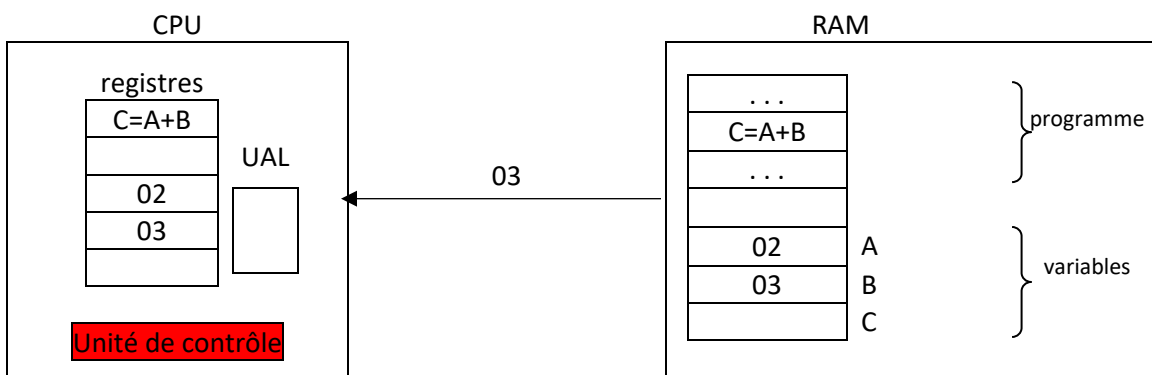 CPU
RAM
registres
C=A+B
02
03
UAL
Unité de contrôle
03
. . .
C=A+B
. . .
02 A
03 B
C
programme
variables